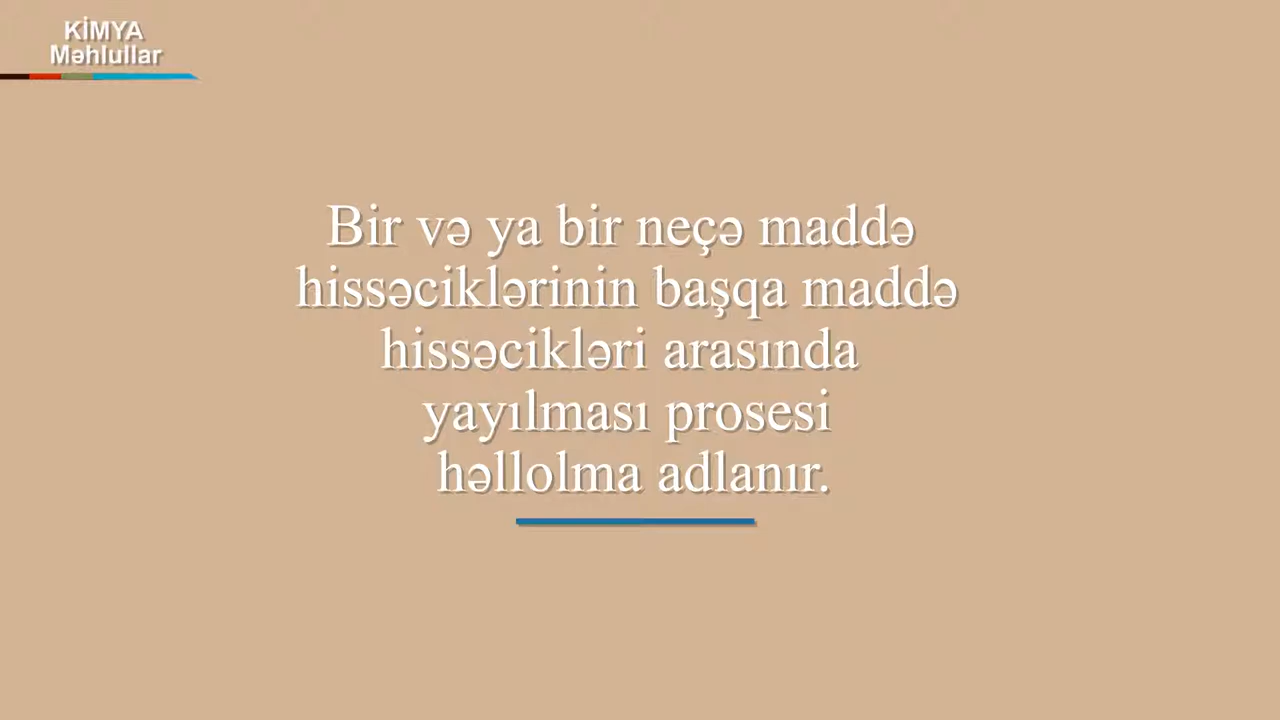 KİMYA
Məhlullar
Bir və ya bir neçə maddə
hissəciklərinin başqa maddə
hissəcikləri arasında
yayılması prosesi
həllolma adlanır.